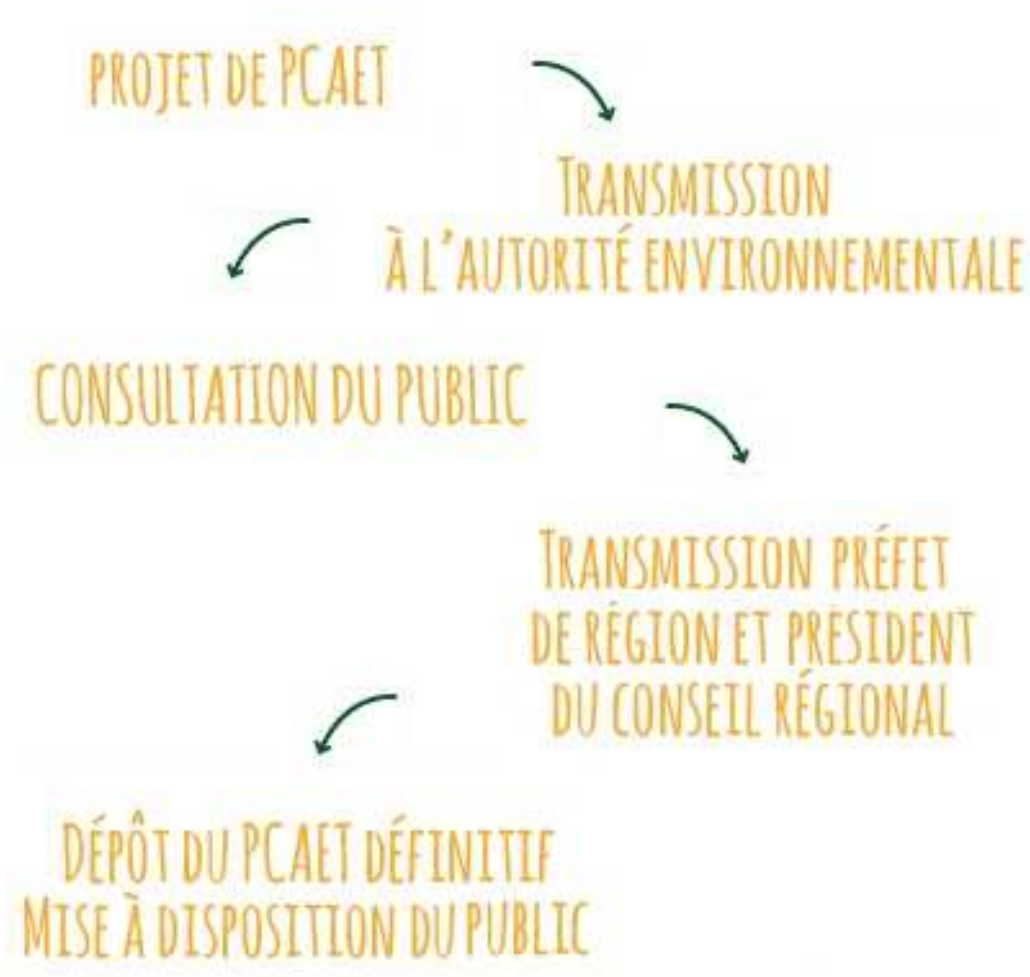 PROJET DE PCAET
TRANSMISSION
À L'AUTORITÉ ENVIRONNEMENTALE
CONSULTATION DU PUBLIC
TRANSMISSION PRÉFET
DE RÉGION ET PRÉSIDENT
DU CONSEIL RÉGIONAL
DÉPÔT DU PCAET DÉFINITIF
MISE À DISPOSITION DU PUBLIC